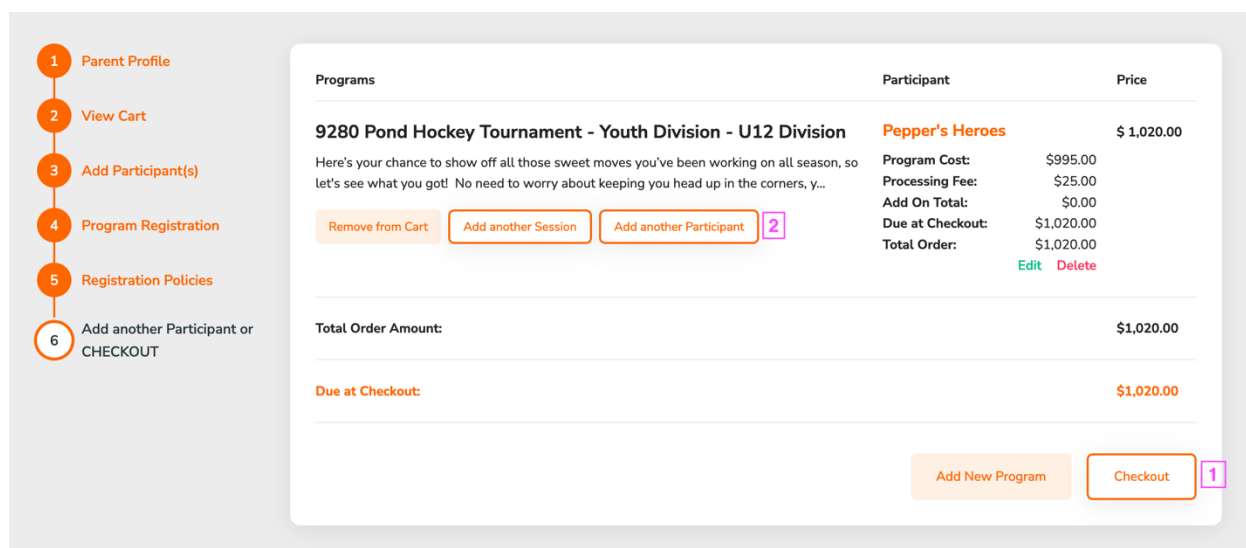 1 Parent Profile
2 View Cart
3 Add Participant(s)
4 Program Registration
5 Registration Policies
6 Add another Participant or
CHECKOUT
Programs Participant Price
9280 Pond Hockey Tournament - Youth Division - U12 Division
Here's your chance to show off all those sweet moves you've been working on all season, so
let's see what you got! No need to worry about keeping you head up in the corners, y...
Remove from Cart Add another Session Add another Participant 2
Pepper's Heroes $ 1,020.00
Program Cost: $995.00
Processing Fee: $25.00
Add On Total: $0.00
Due at Checkout: $1,020.00
Total Order: $1,020.00
Edit Delete
Total Order Amount: $1,020.00
Due at Checkout: $1,020.00
Add New Program Checkout 1